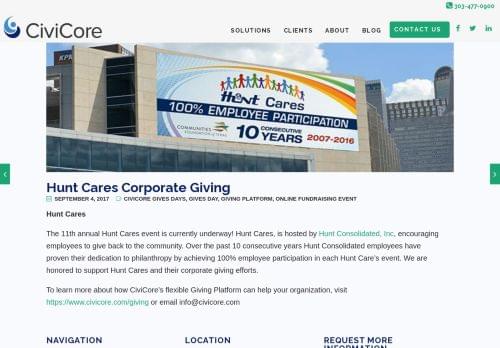 303-477-0900
CiviCore
SOLUTIONS CLIENTS ABOUT BLOG CONTACT US
KPM
Hunt Cares
100% EMPLOYEE PARTICIPATION
COMMUNITIES
FOUNDATION of TEXAS
10 CONSECUTIVE
YEARS 2007-2016
Hunt Cares Corporate Giving
SEPTEMBER 4, 2017 CIVICORE GIVES DAYS, GIVES DAY, GIVING PLATFORM, ONLINE FUNDRAISING EVENT
Hunt Cares
The 11th annual Hunt Cares event is currently underway! Hunt Cares, is hosted by Hunt Consolidated, Inc, encouraging
employees to give back to the community. Over the past 10 consecutive years Hunt Consolidated employees have
proven their dedication to philanthropy by achieving 100% employee participation in each Hunt Care's event. We are
honored to support Hunt Cares and their corporate giving efforts.
To learn more about how CiviCore's flexible Giving Platform can help your organization, visit
https://www.civicore.com/giving or email info@civicore.com
NAVIGATION
LOCATION
REQUEST MORE
INFORMATION